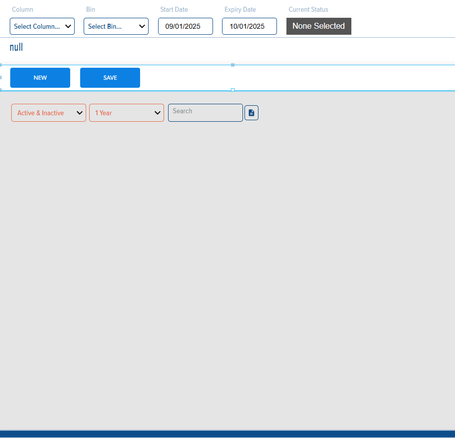 Column Bin Start Date Expiry Date Current Status
Select Column... Select Bin... 09/01/2025 10/01/2025 None Selected
null
NEW SAVE
Active & Inactive 1 Year Search